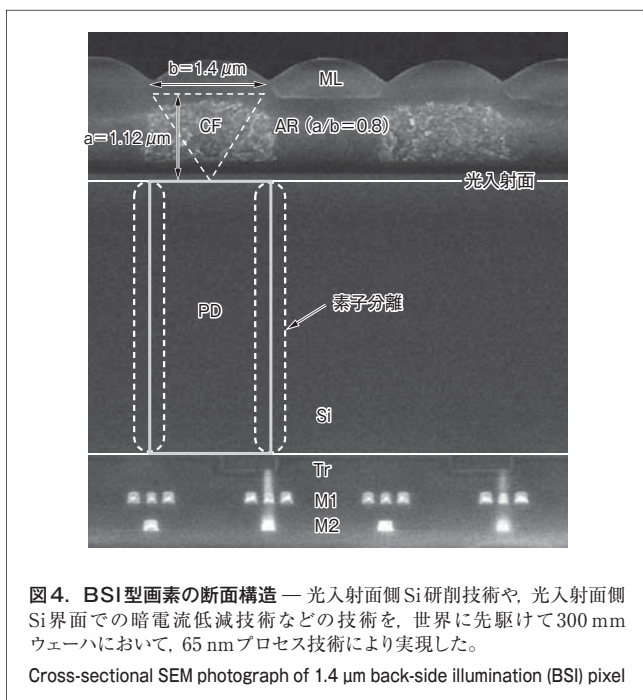 b=1.4 μm
ML
CF
AR（a/b=0.8）
a=1.12 μm
光入射面
PD
素子分離
Si
Tr
M1
M2
図4．BSI型画素の断面構造 — 光入射面側Si研削技術や，光入射面側
Si界面での暗電流低減技術などの技術を，世界に先駆けて300 mm
ウェーハにおいて，65 nmプロセス技術により実現した。
Cross-sectional SEM photograph of 1.4 μm back-side illumination (BSI) pixel